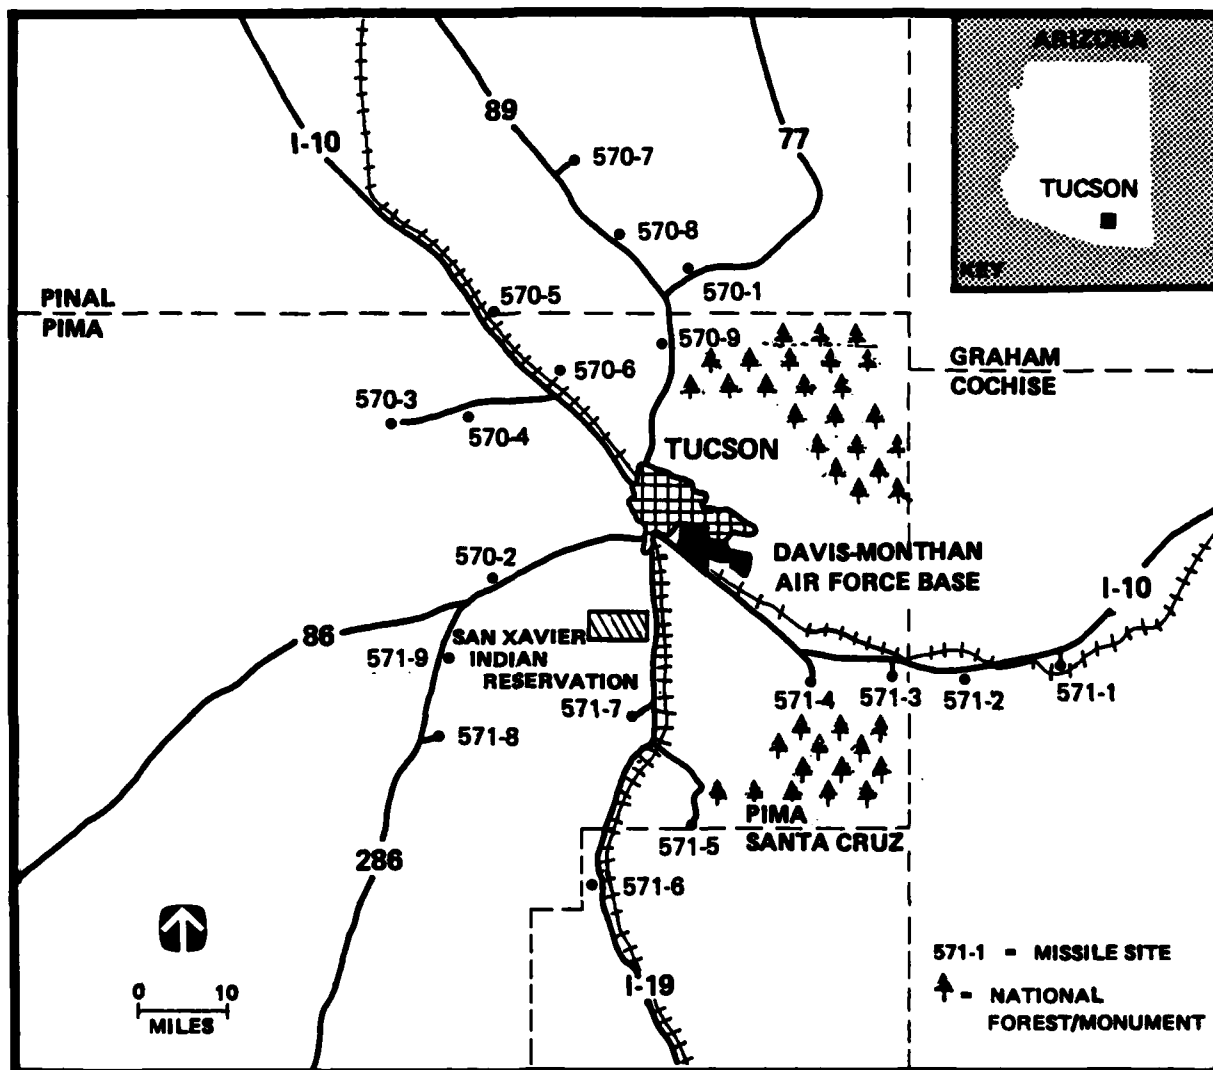 ARIZONA
TUCSON
KEY
89
I-10
77
570-7
570-8
570-1
570-5
PINAL
PIMA
570-9
570-6
GRAHAM
COCHISE
570-3
570-4
TUCSON
DAVIS-MONTHAN
AIR FORCE BASE
570-2
I-10
86
SAN XAVIER
INDIAN
RESERVATION
571-9
571-7
571-4
571-3
571-2
571-1
571-8
PIMA
SANTA CRUZ
571-5
286
571-6
I-19
0 10
MILES
571-1 = MISSILE SITE
= NATIONAL
FOREST/MONUMENT